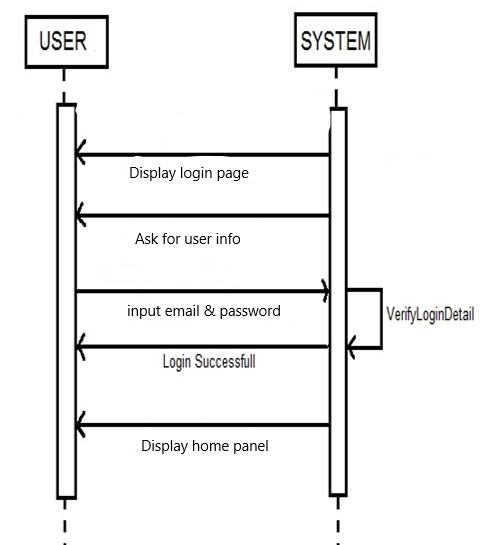 USER
SYSTEM
Display login page
Ask for user info
input email & password
VerifyLoginDetail
Login Successfull
Display home panel